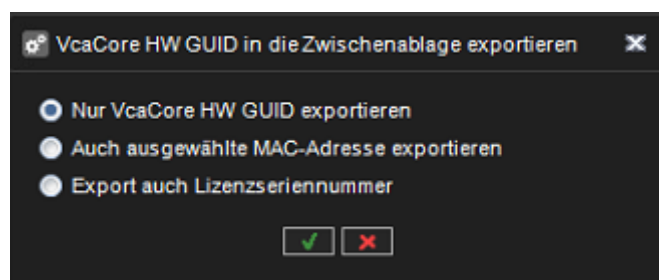 VcaCore HW GUID in die Zwischenablage exportieren
Nur VcaCore HW GUID exportieren
Auch ausgewählte MAC-Adresse exportieren
Export auch Lizenzseriennummer